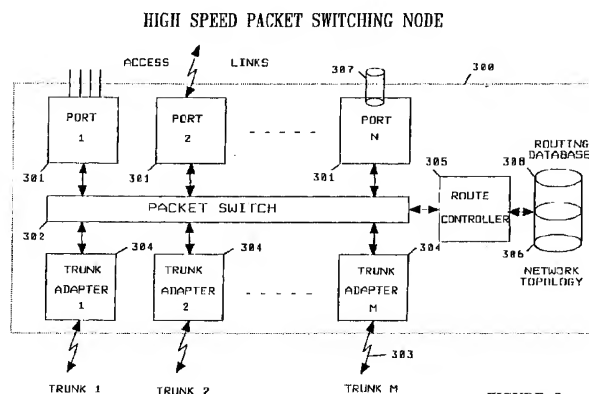 HIGH SPEED PACKET SWITCHING NODE
ACCESS LINKS
307
300
PORT 1
PORT 2
PORT N
301
301
301
305
308
ROUTING DATABASE
ROUTE CONTROLLER
PACKET SWITCH
302
304
304
304
306
NETWORK TOPOLOGY
TRUNK ADAPTER 1
TRUNK ADAPTER 2
TRUNK ADAPTER M
303
TRUNK 1
TRUNK 2
TRUNK M